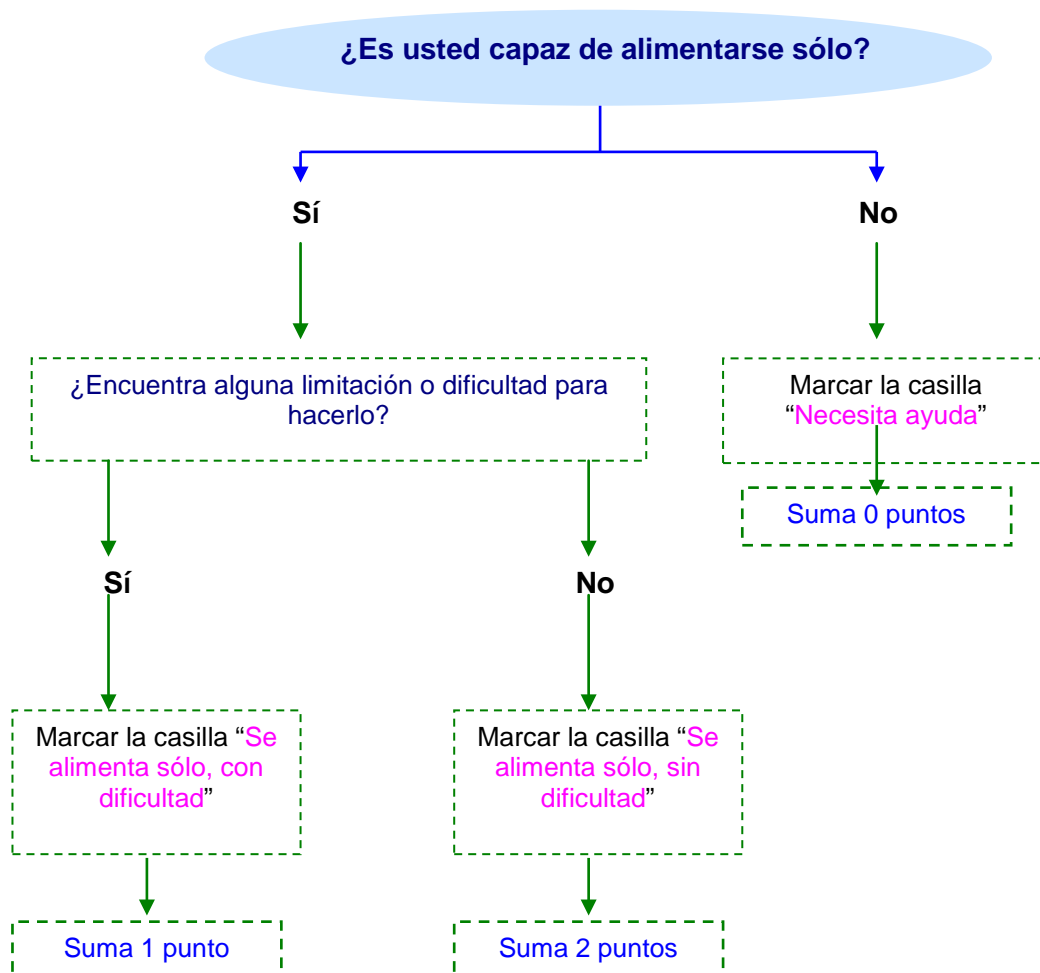 ¿Es usted capaz de alimentarse sólo?
Sí
No
¿Encuentra alguna limitación o dificultad para
hacerlo?
Marcar la casilla
“Necesita ayuda”
Suma 0 puntos
Sí
No
Marcar la casilla “Se
alimenta sólo, con
dificultad”
Marcar la casilla “Se
alimenta sólo, sin
dificultad”
Suma 1 punto
Suma 2 puntos